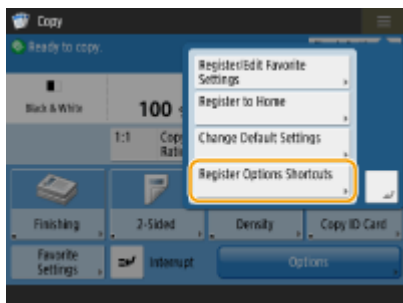 Copy
Ready to copy.
Register/Edit Favorite
Settings
Register to Home
Change Default Settings
Register Options Shortcuts
Black & White
100
1:1
Copy
Ratio
Finishing
2-Sided
Density
Copy ID Card
Favorite
Settings
Interrupt
Options